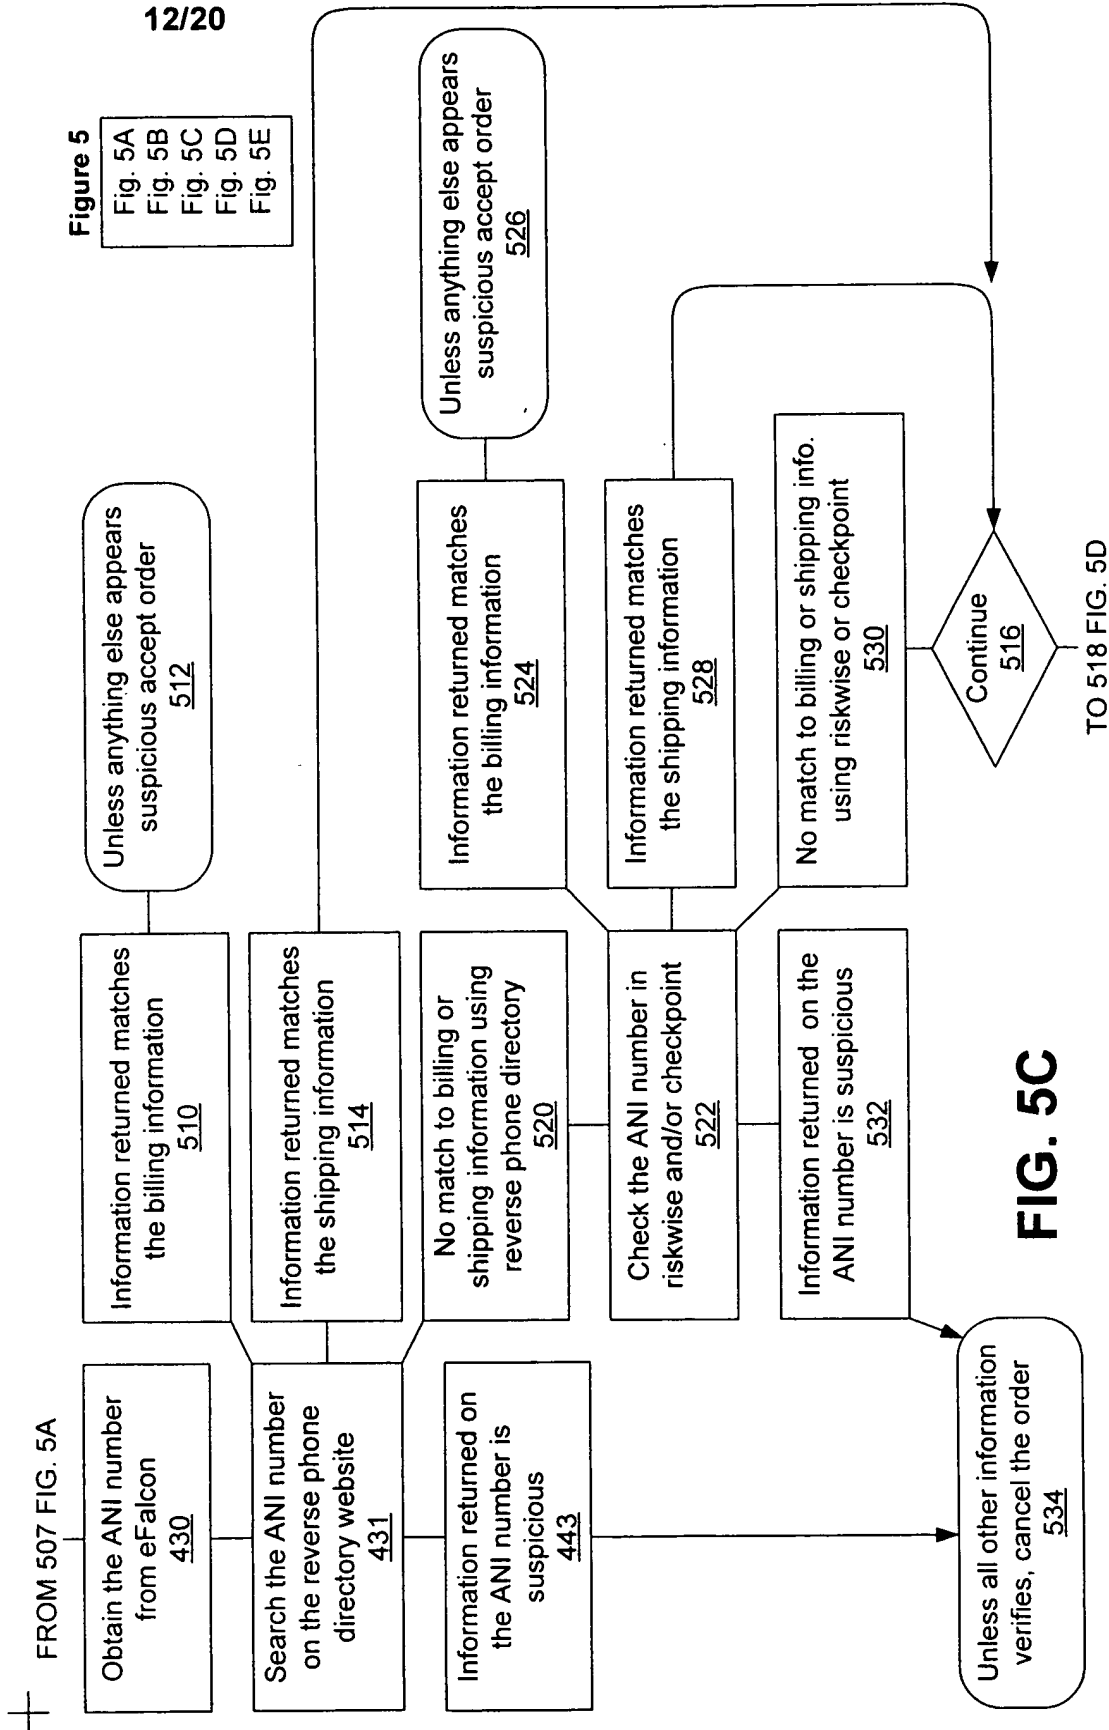 12/20
Figure 5
Fig. 5A
Fig. 5B
Fig. 5C
Fig. 5D
Fig. 5E
FROM 507 FIG. 5A
Obtain the ANI number
from eFalcon
430
Search the ANI number
on the reverse phone
directory website
431
Information returned on
the ANI number is
suspicious
443
Information returned matches
the billing information
510
Unless anything else appears
suspicious accept order
512
Information returned matches
the shipping information
514
No match to billing or
shipping information using
reverse phone directory
520
Check the ANI number in
riskwise and/or checkpoint
522
Information returned matches
the billing information
524
Unless anything else appears
suspicious accept order
526
Information returned matches
the shipping information
528
No match to billing or shipping info.
using riskwise or checkpoint
530
Information returned on the
ANI number is suspicious
532
Unless all other information
verifies, cancel the order
534
Continue
516
TO 518 FIG. 5D
FIG. 5C